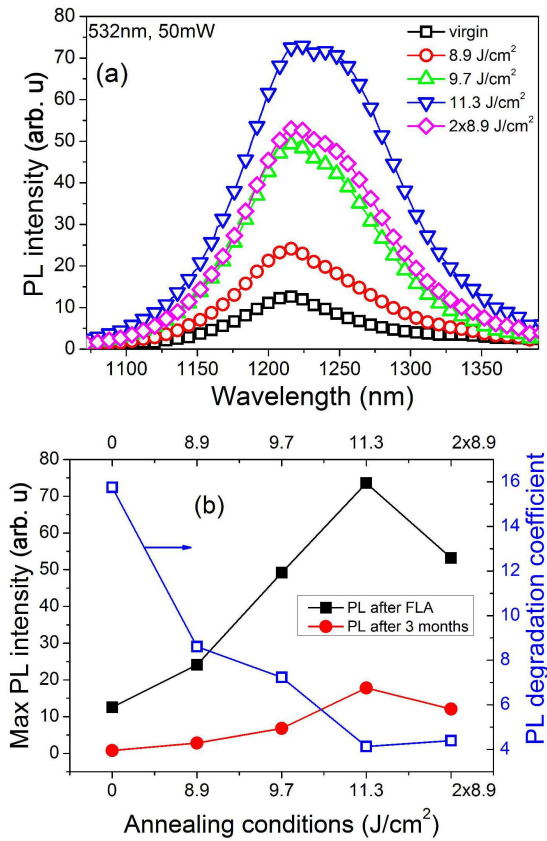 532nm, 50mW
(a)
virgin
8.9 J/cm²
9.7 J/cm²
11.3 J/cm²
2x8.9 J/cm²
PL intensity (arb. u)
80
70
60
50
40
30
20
10
0
1100 1150 1200 1250 1300 1350
Wavelength (nm)
0 8.9 9.7 11.3 2x8.9
(b)
Max PL intensity (arb. u)
80
70
60
50
40
30
20
10
0
PL after FLA
PL after 3 months
16
14
12
10
8
6
4
PL degradation coefficient
0 8.9 9.7 11.3 2x8.9
Annealing conditions (J/cm²)